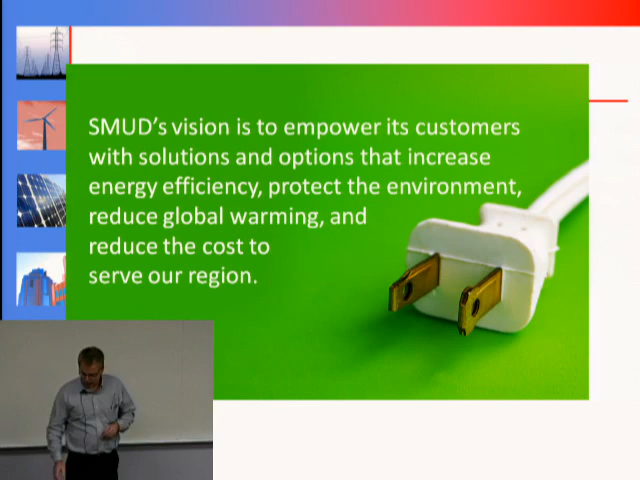 SMUD’s vision is to empower its customers
with solutions and options that increase
energy efficiency, protect the environment,
reduce global warming, and
reduce the cost to
serve our region.